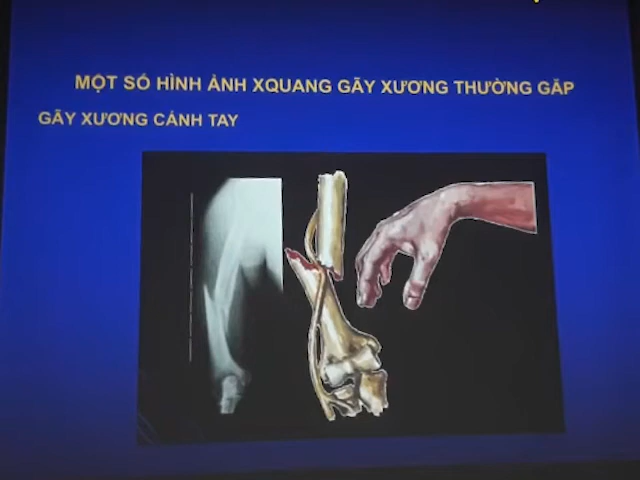 MỘT SỐ HÌNH ẢNH XQUANG GÃY XƯƠNG THƯỜNG GẶP
GÃY XƯƠNG CÁNH TAY